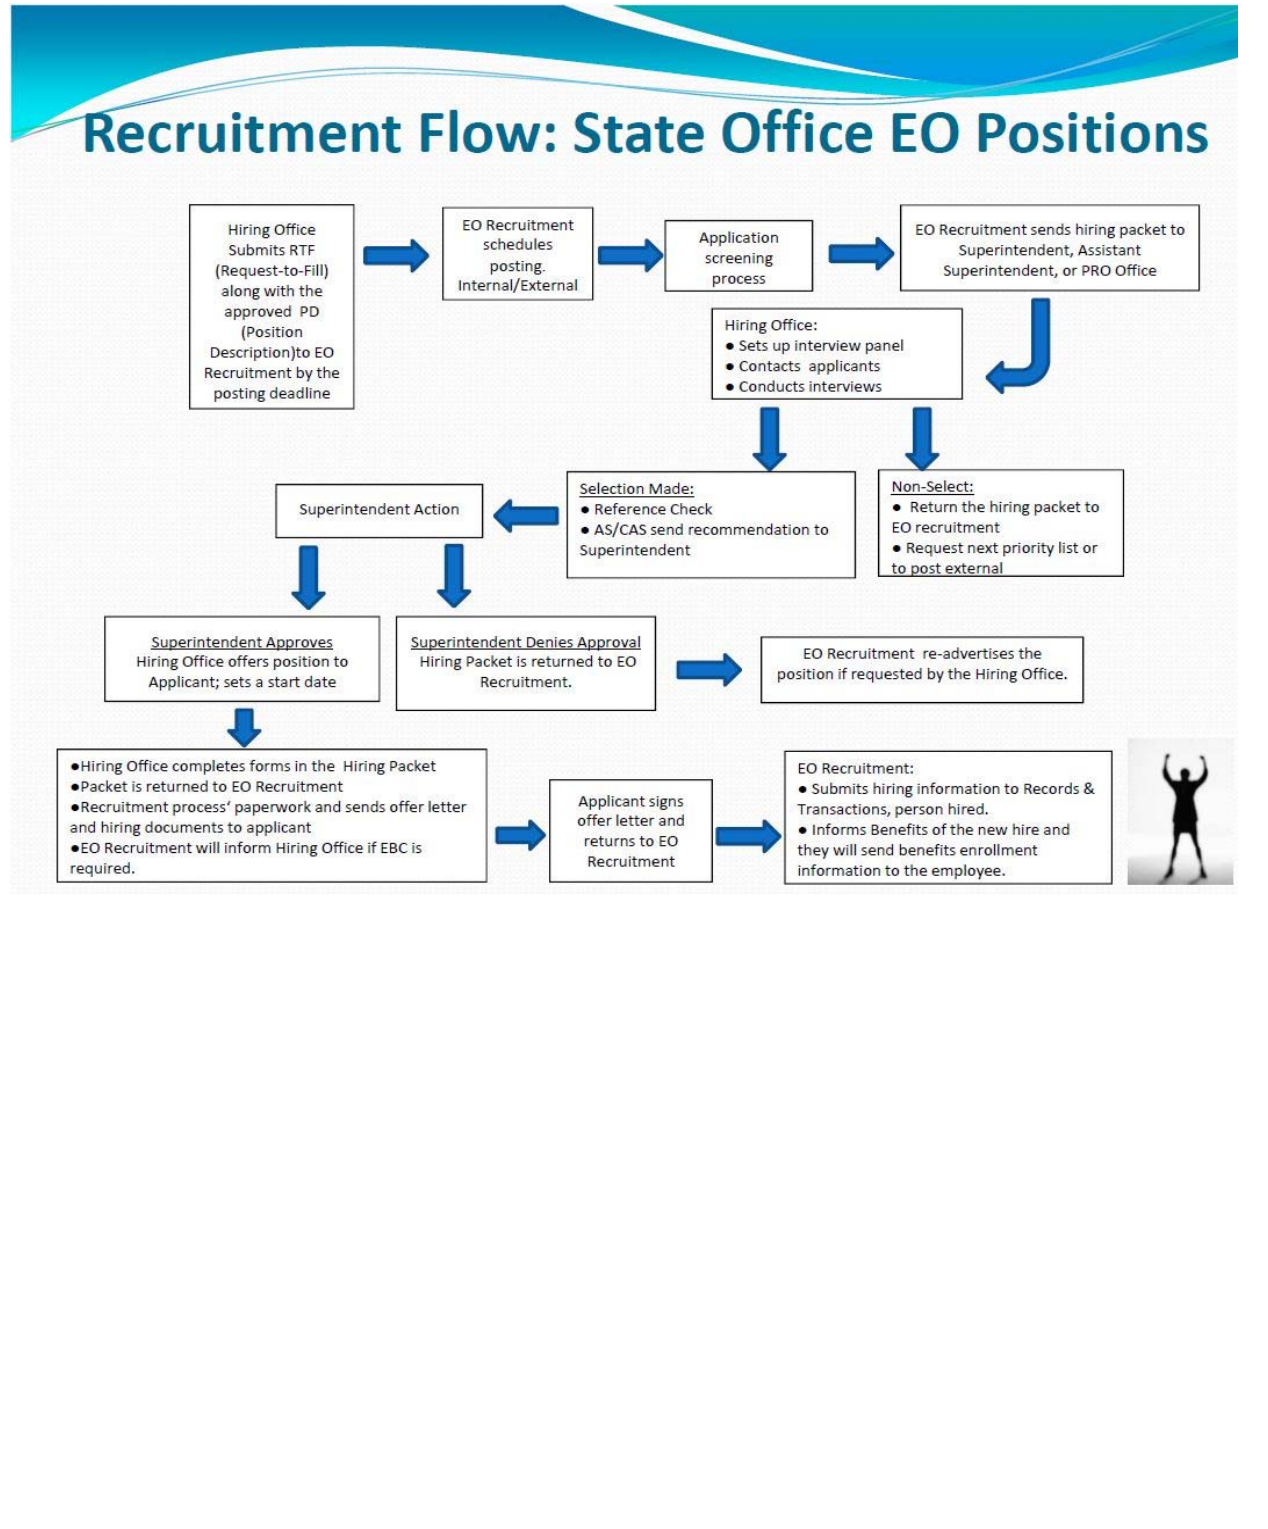 Recruitment Flow: State Office EO Positions
Hiring Office
Submits RTF
(Request-to-Fill)
along with the
approved  PD
(Position
Description)to EO
Recruitment by the
posting deadline
EO Recruitment
schedules
posting.
Internal/External
Application
screening
process
EO Recruitment sends hiring packet to
Superintendent, Assistant
Superintendent, or PRO Office
Hiring Office:
● Sets up interview panel
● Contacts  applicants
● Conducts interviews
Superintendent Action
Selection Made:
● Reference Check
● AS/CAS send recommendation to
Superintendent
Non-Select:
●  Return the hiring packet to
EO recruitment
● Request next priority list or
to post external
Superintendent Approves
Hiring Office offers position to
Applicant; sets a start date
Superintendent Denies Approval
Hiring Packet is returned to EO
Recruitment.
EO Recruitment  re-advertises the
position if requested by the Hiring Office.
●Hiring Office completes forms in the  Hiring Packet
●Packet is returned to EO Recruitment
●Recruitment process‘ paperwork and sends offer letter
and hiring documents to applicant
●EO Recruitment will inform Hiring Office if EBC is
required.
Applicant signs
offer letter and
returns to EO
Recruitment
EO Recruitment:
● Submits hiring information to Records &
Transactions, person hired.
● Informs Benefits of the new hire and
they will send benefits enrollment
information to the employee.